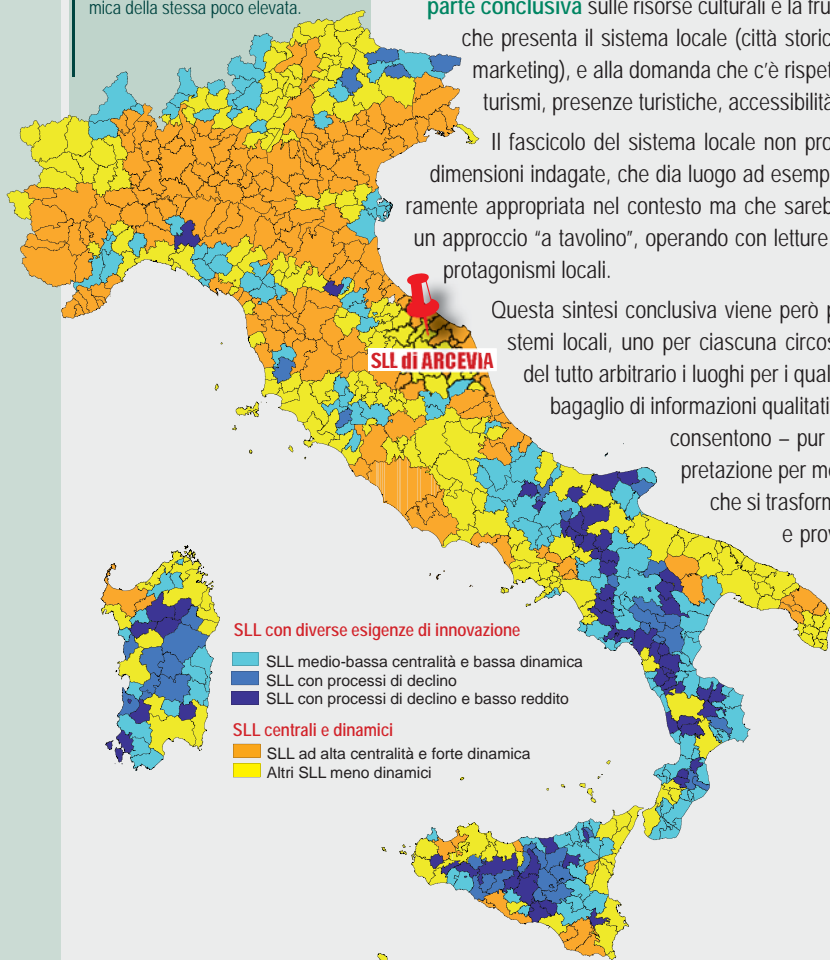 mica della stessa poco elevata.
parte conclusiva sulle risorse culturali e la fru
che presenta il sistema locale (città storic
marketing), e alla domanda che c'è rispet
turismi, presenze turistiche, accessibilità
Il fascicolo del sistema locale non pro
dimensioni indagate, che dia luogo ad esemp
ramente appropriata nel contesto ma che sareb
un approccio "a tavolino", operando con letture
protagonismi locali.
Questa sintesi conclusiva viene però p
stemi locali, uno per ciascuna circos
del tutto arbitrario i luoghi per i qual
bagaglio di informazioni qualitati
consentono – pur
pretazione per me
che si trasform
e prov
SLL di ARCEVIA
SLL con diverse esigenze di innovazione
SLL medio-bassa centralità e bassa dinamica
SLL con processi di declino
SLL con processi di declino e basso reddito
SLL centrali e dinamici
SLL ad alta centralità e forte dinamica
Altri SLL meno dinamici